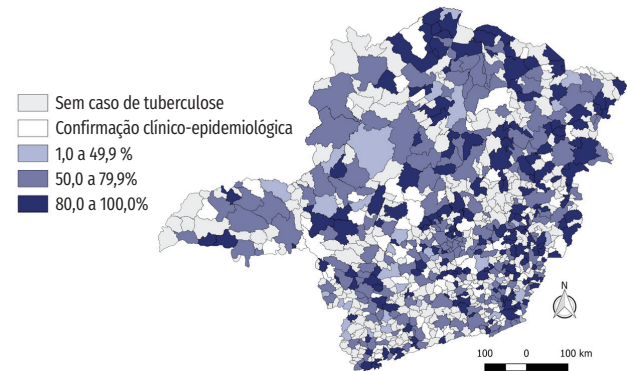 Sem caso de tuberculose
Confirmação clínico-epidemiológica
1,0 a 49,9 %
50,0 a 79,9%
80,0 a 100,0%
N
100 0 100 km